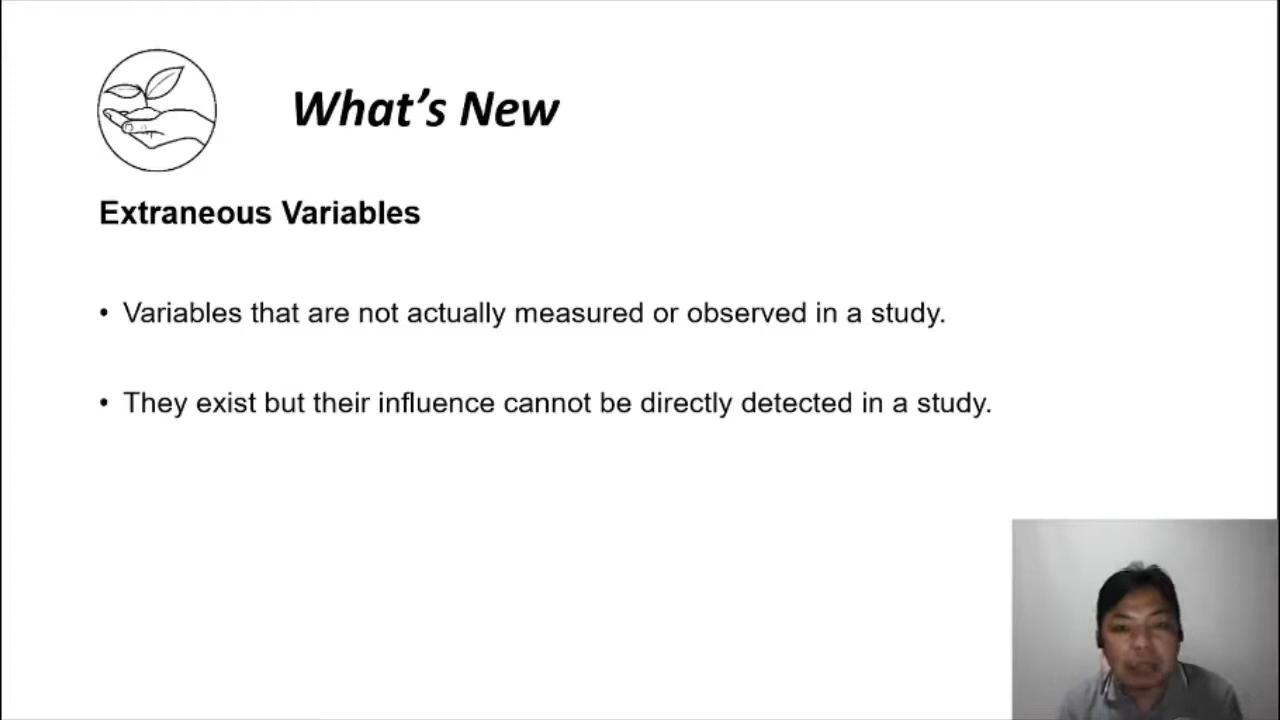 What's New
Extraneous Variables
• Variables that are not actually measured or observed in a study.
• They exist but their influence cannot be directly detected in a study.